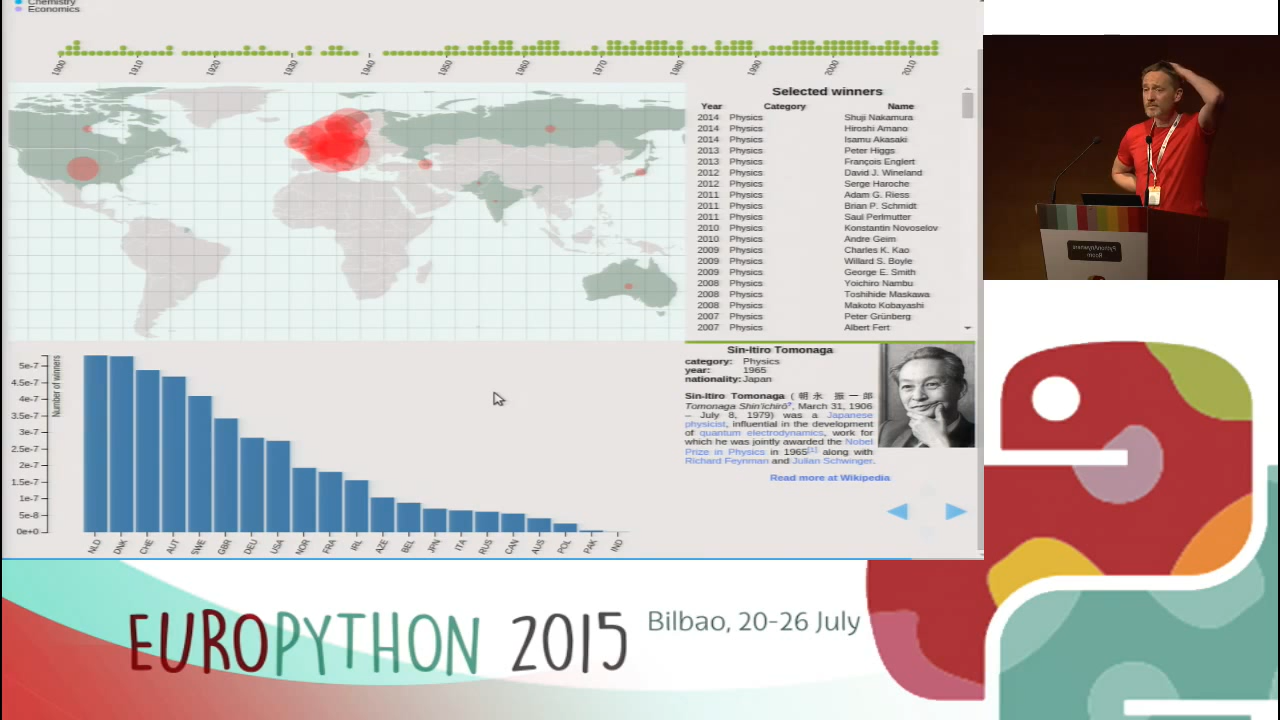 Chemistry
Economics
1900 1910 1920 1930 1940 1950 1960 1970 1980 1990 2000 2010
Selected winners
Year Category Name
2014 Physics Shuji Nakamura
2014 Physics Hiroshi Amano
2014 Physics Isamu Akasaki
2013 Physics Peter Higgs
2013 Physics François Englert
2012 Physics David J. Wineland
2012 Physics Serge Haroche
2011 Physics Adam G. Riess
2011 Physics Brian P. Schmidt
2011 Physics Saul Perlmutter
2010 Physics Konstantin Novoselov
2010 Physics Andre Geim
2009 Physics Charles K. Kao
2009 Physics Willard S. Boyle
2009 Physics George E. Smith
2008 Physics Yoichiro Nambu
2008 Physics Toshihide Maskawa
2008 Physics Makoto Kobayashi
2007 Physics Peter Grünberg
2007 Physics Albert Fert
Number of winners
5e-7
4.5e-7
4e-7
3.5e-7
3e-7
2.5e-7
2e-7
1.5e-7
1e-7
5e-8
0e+0
NLD DNK CHE AUT SWE GBR DEU USA NOR FRA IRL AZE BEL JPN ITA RUS CAN AUS POL PAK IND
Sin-Itiro Tomonaga
category: Physics
year: 1965
nationality: Japan
Sin-Itiro Tomonaga (朝永 振一郎
Tomonaga Shin'ichirō?, March 31, 1906
– July 8, 1979) was a Japanese
physicist, influential in the development
of quantum electrodynamics, work for
which he was jointly awarded the Nobel
Prize in Physics in 1965[1] along with
Richard Feynman and Julian Schwinger.
Read more at Wikipedia
PythonAnywhere
Room
EUROPYTHON 2015
Bilbao, 20-26 July